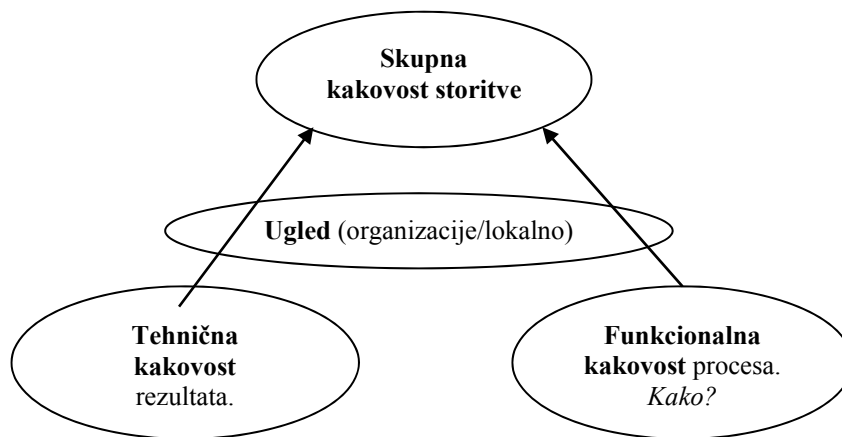 Skupna
kakovost storitve
Ugled (organizacije/lokalno)
Tehnična
kakovost
rezultata.
Funkcionalna
kakovost procesa.
Kako?